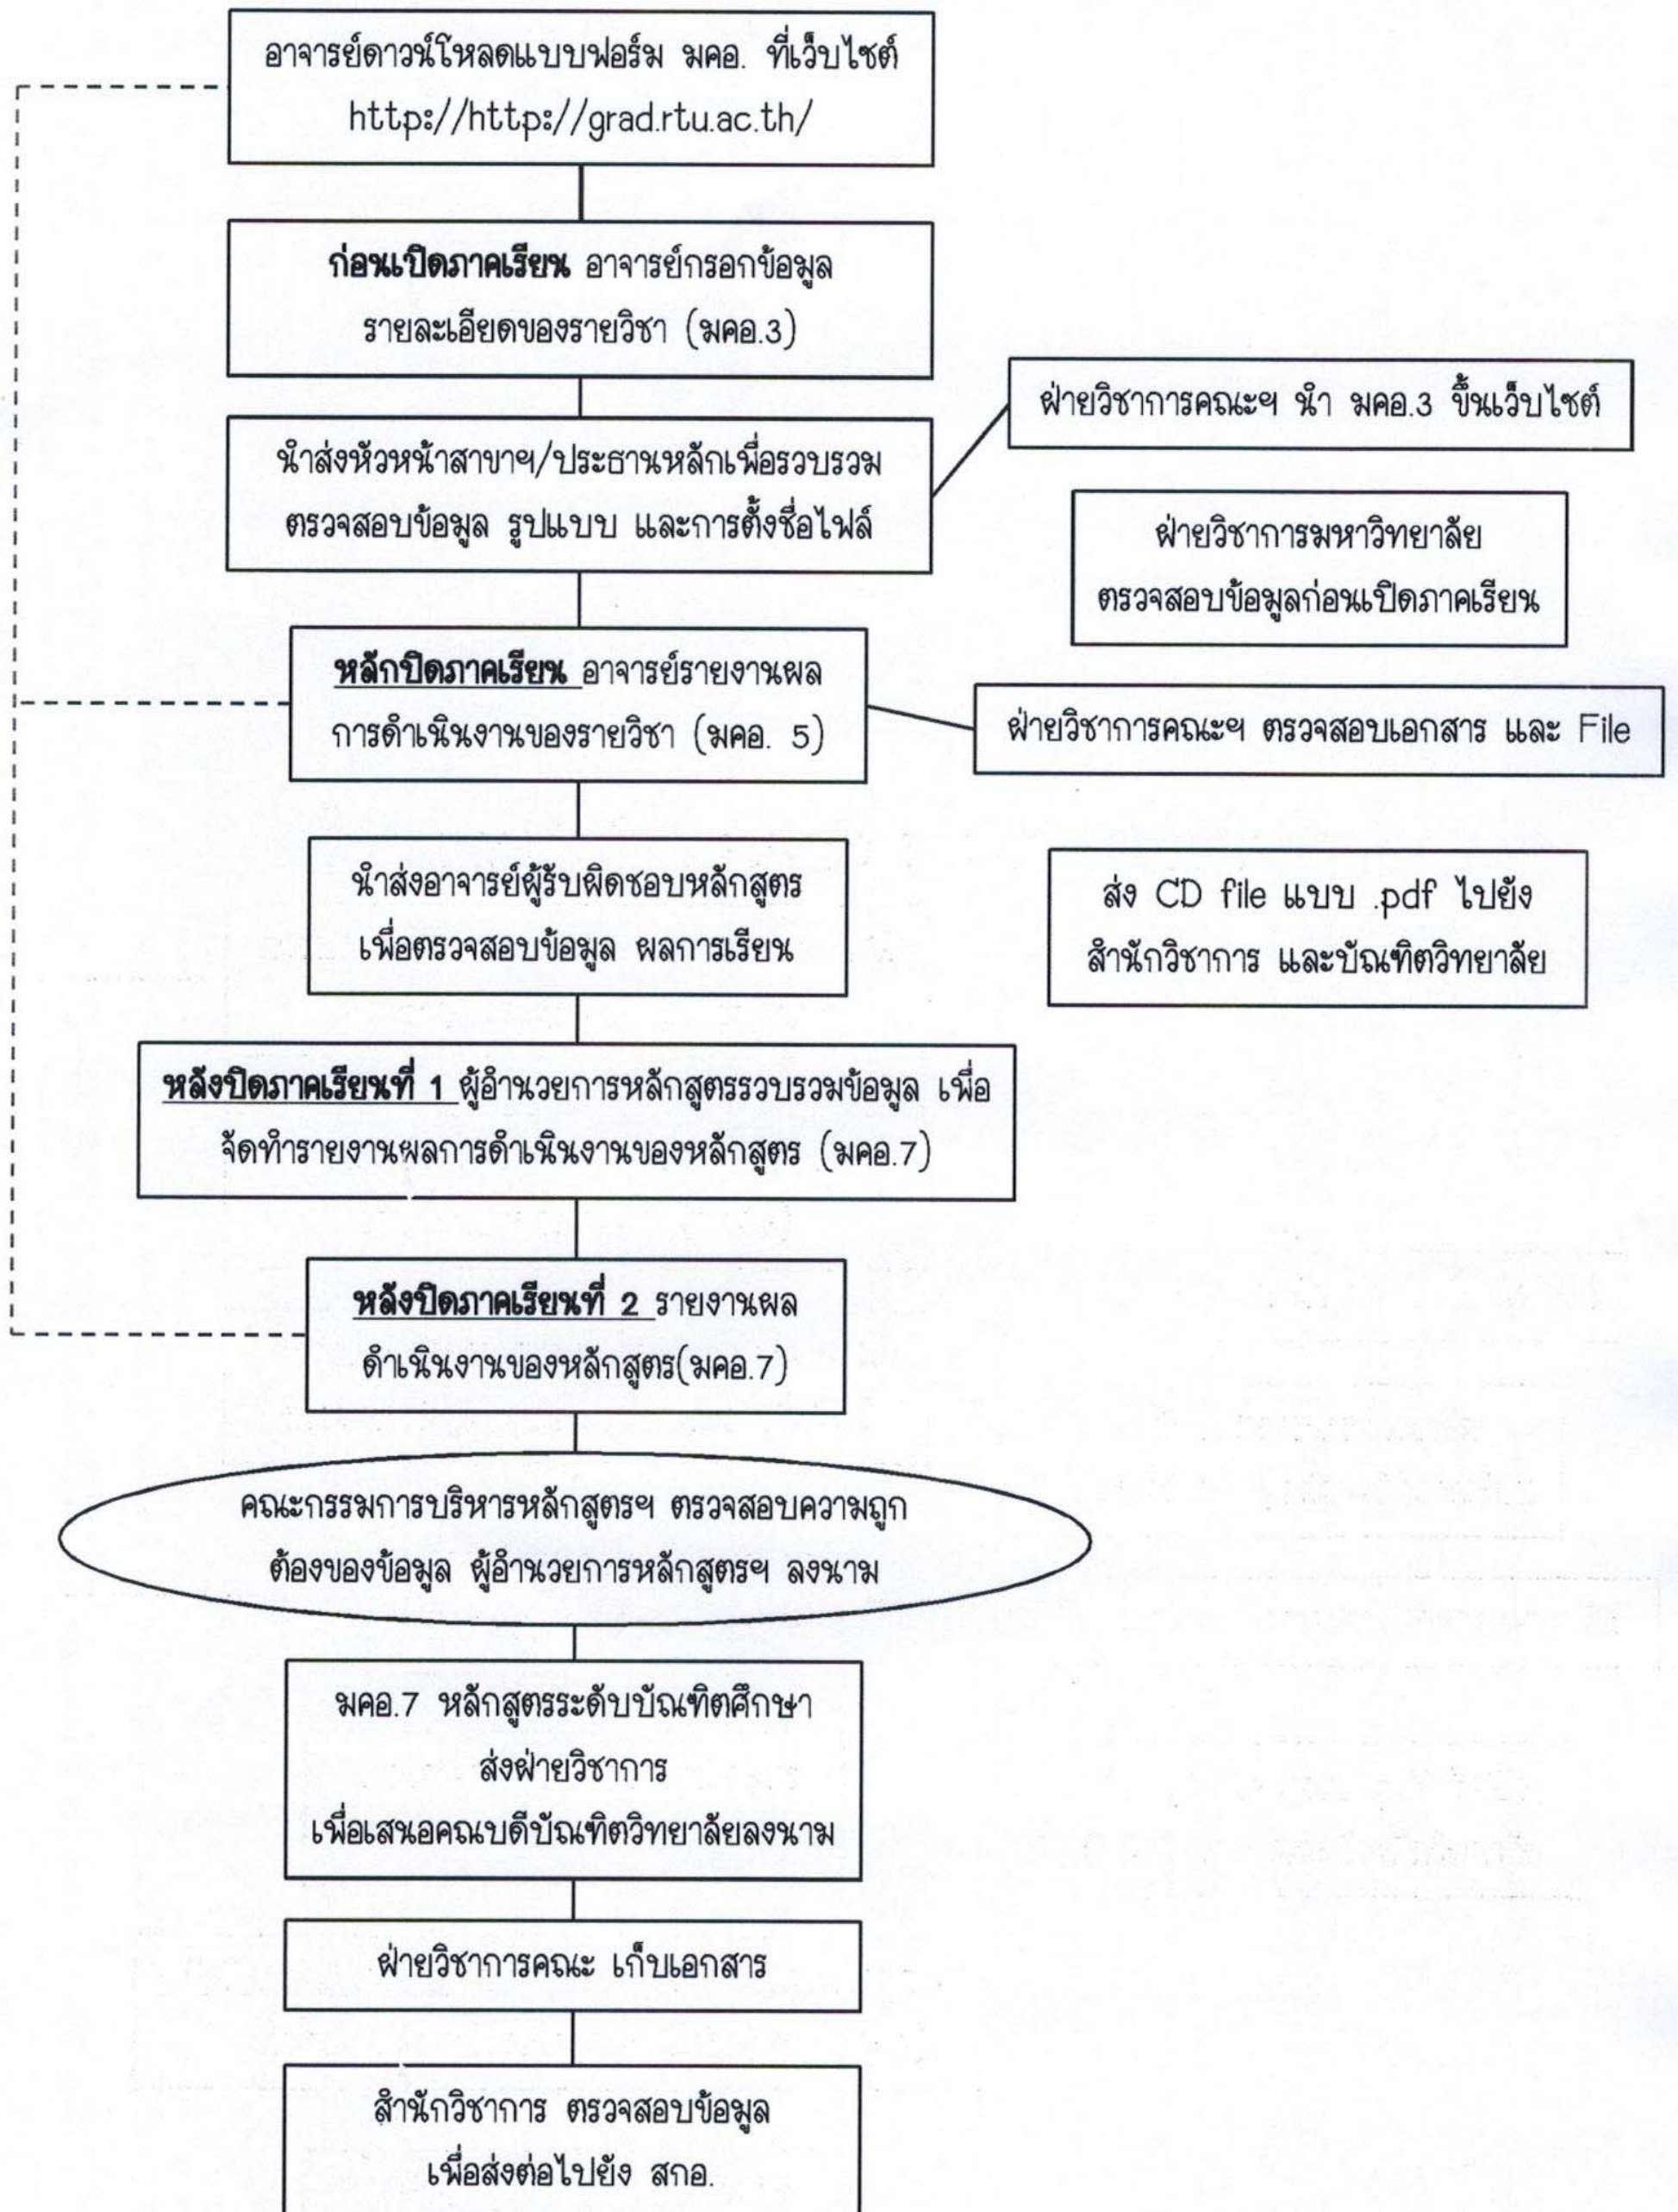 อาจารย์ดาวน์โหลดแบบฟอร์ม มคอ. ที่เว็บไซต์
http://http://grad.rtu.ac.th/
ก่อนเปิดภาคเรียน อาจารย์กรอกข้อมูล
รายละเอียดของรายวิชา (มคอ.3)
นำส่งหัวหน้าสาขาฯ/ประธานหลักเพื่อรวบรวม
ตรวจสอบข้อมูล รูปแบบ และการตั้งชื่อไฟล์
ฝ่ายวิชาการคณะฯ นำ มคอ.3 ขึ้นเว็บไซต์
ฝ่ายวิชาการมหาวิทยาลัย
ตรวจสอบข้อมูลก่อนเปิดภาคเรียน
หลักปิดภาคเรียน อาจารย์รายงานผล
การดำเนินงานของรายวิชา (มคอ. 5)
ฝ่ายวิชาการคณะฯ ตรวจสอบเอกสาร และ File
นำส่งอาจารย์ผู้รับผิดชอบหลักสูตร
เพื่อตรวจสอบข้อมูล ผลการเรียน
ส่ง CD file แบบ .pdf ไปยัง
สำนักวิชาการ และบัณฑิตวิทยาลัย
หลังปิดภาคเรียนที่ 1 ผู้อำนวยการหลักสูตรรวบรวมข้อมูล เพื่อ
จัดทำรายงานผลการดำเนินงานของหลักสูตร (มคอ.7)
หลังปิดภาคเรียนที่ 2 รายงานผล
ดำเนินงานของหลักสูตร(มคอ.7)
คณะกรรมการบริหารหลักสูตรฯ ตรวจสอบความถูก
ต้องของข้อมูล ผู้อำนวยการหลักสูตรฯ ลงนาม
มคอ.7 หลักสูตรระดับบัณฑิตศึกษา
ส่งฝ่ายวิชาการ
เพื่อเสนอคณบดีบัณฑิตวิทยาลัยลงนาม
ฝ่ายวิชาการคณะ เก็บเอกสาร
สำนักวิชาการ ตรวจสอบข้อมูล
เพื่อส่งต่อไปยัง สกอ.